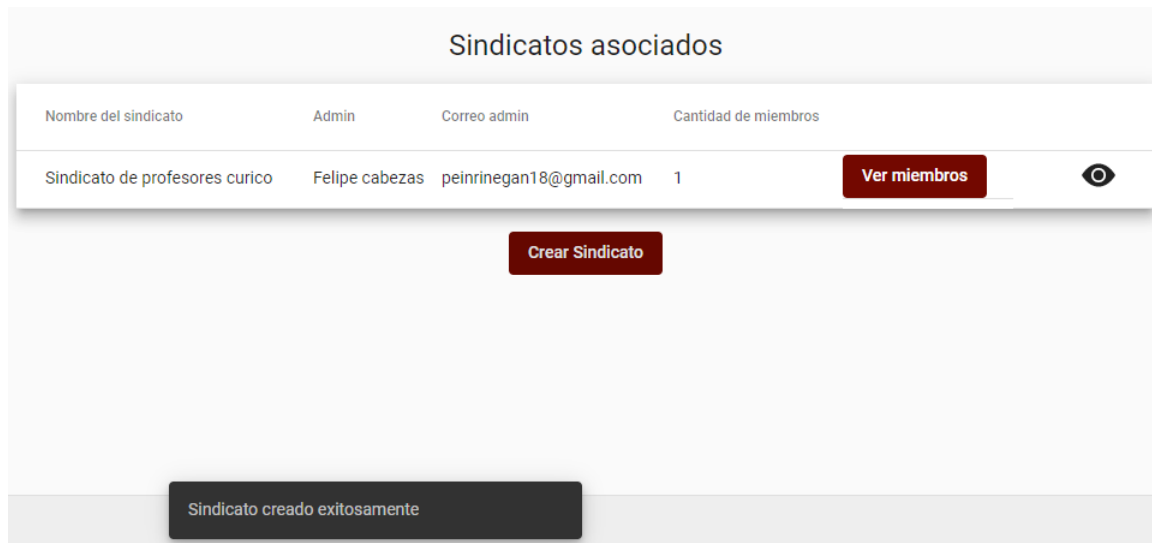 Sindicatos asociados
Nombre del sindicato Admin Correo admin Cantidad de miembros
Sindicato de profesores curico Felipe cabezas peinrinegan18@gmail.com 1 Ver miembros
Crear Sindicato
Sindicato creado exitosamente